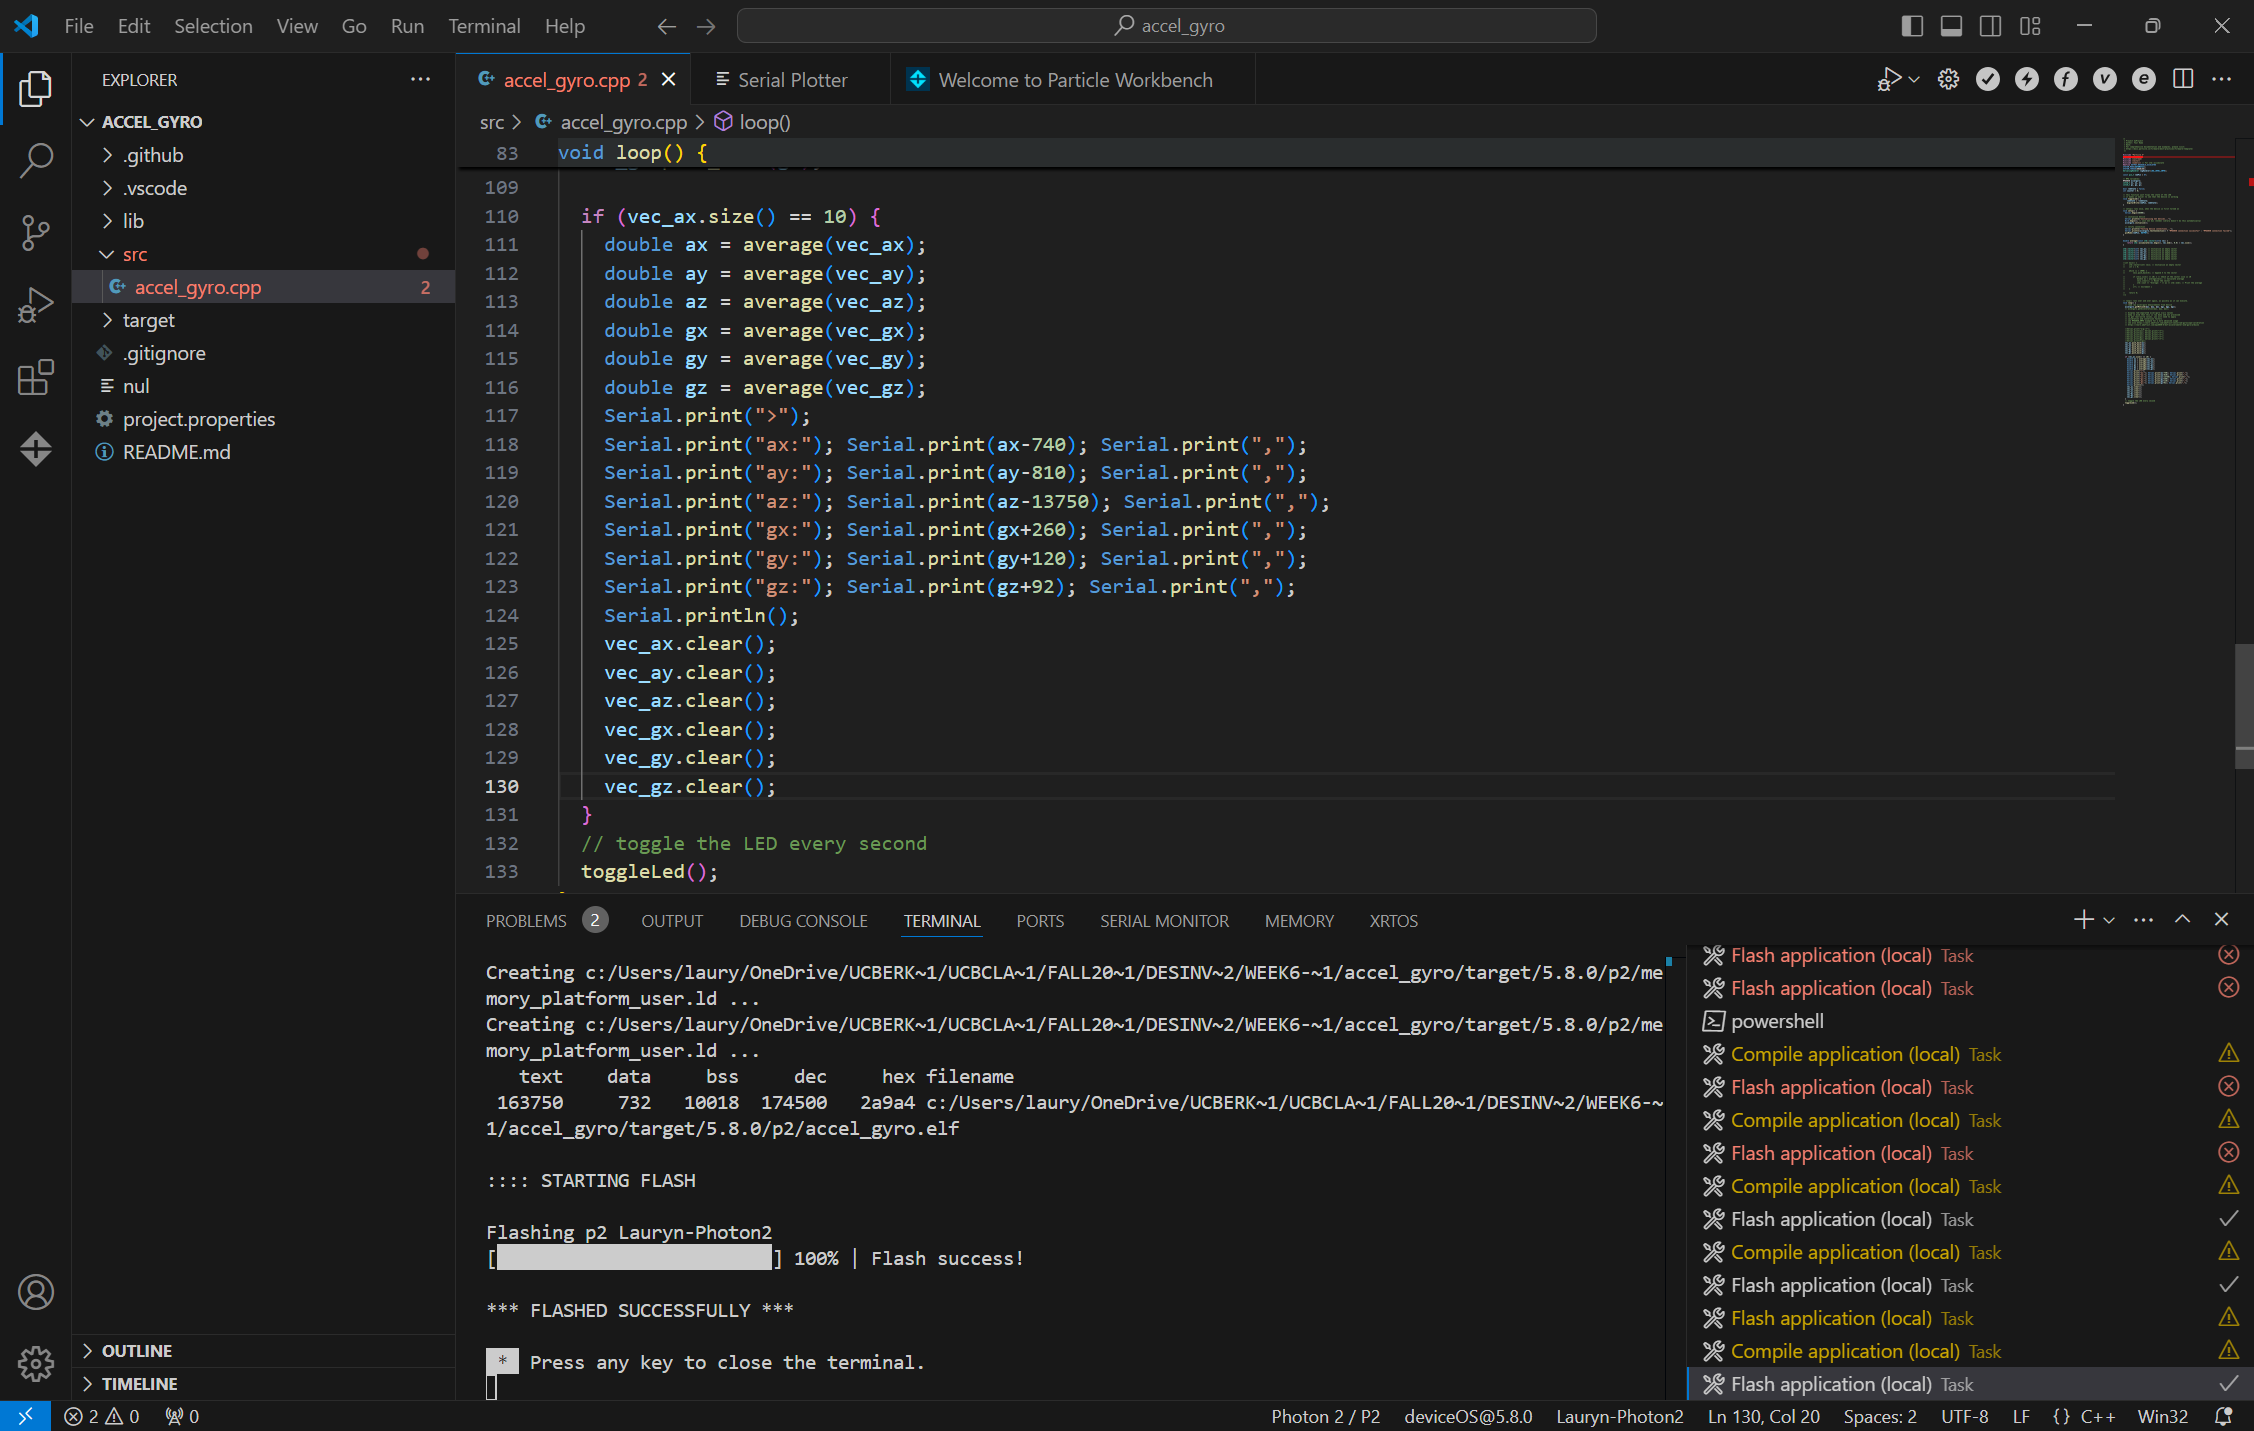 File Edit Selection View Go Run Terminal Help
accel_gyro
EXPLORER
ACCEL_GYRO
.github
.vscode
lib
src
accel_gyro.cpp 2
target
.gitignore
nul
project.properties
README.md
OUTLINE
TIMELINE
accel_gyro.cpp 2 Serial Plotter Welcome to Particle Workbench
src > accel_gyro.cpp > loop()
83 void loop() {
109
110 if (vec_ax.size() == 10) {
111 double ax = average(vec_ax);
112 double ay = average(vec_ay);
113 double az = average(vec_az);
114 double gx = average(vec_gx);
115 double gy = average(vec_gy);
116 double gz = average(vec_gz);
117 Serial.print(">");
118 Serial.print("ax:"); Serial.print(ax-740); Serial.print(",");
119 Serial.print("ay:"); Serial.print(ay-810); Serial.print(",");
120 Serial.print("az:"); Serial.print(az-13750); Serial.print(",");
121 Serial.print("gx:"); Serial.print(gx+260); Serial.print(",");
122 Serial.print("gy:"); Serial.print(gy+120); Serial.print(",");
123 Serial.print("gz:"); Serial.print(gz+92); Serial.print(",");
124 Serial.println();
125 vec_ax.clear();
126 vec_ay.clear();
127 vec_az.clear();
128 vec_gx.clear();
129 vec_gy.clear();
130 vec_gz.clear();
131 }
132 // toggle the LED every second
133 toggleLed();
PROBLEMS 2 OUTPUT DEBUG CONSOLE TERMINAL PORTS SERIAL MONITOR MEMORY XRTOS
Creating c:/Users/laury/OneDrive/UCBERK~1/UCBCLA~1/FALL20~1/DESINV~2/WEEK6-~1/accel_gyro/target/5.8.0/p2/me
mory_platform_user.ld ...
Creating c:/Users/laury/OneDrive/UCBERK~1/UCBCLA~1/FALL20~1/DESINV~2/WEEK6-~1/accel_gyro/target/5.8.0/p2/me
mory_platform_user.ld ...
text data bss dec hex filename
163750 732 10018 174500 2a9a4 c:/Users/laury/OneDrive/UCBERK~1/UCBCLA~1/FALL20~1/DESINV~2/WEEK6-~
1/accel_gyro/target/5.8.0/p2/accel_gyro.elf
:::: STARTING FLASH
Flashing p2 Lauryn-Photon2
[ ] 100% | Flash success!
*** FLASHED SUCCESSFULLY ***
* Press any key to close the terminal.
Flash application (local) Task
Flash application (local) Task
powershell
Compile application (local) Task
Flash application (local) Task
Compile application (local) Task
Flash application (local) Task
Compile application (local) Task
Flash application (local) Task
Compile application (local) Task
Flash application (local) Task
Flash application (local) Task
Compile application (local) Task
Flash application (local) Task
2 0 0 Photon 2 / P2 deviceOS@5.8.0 Lauryn-Photon2 Ln 130, Col 20 Spaces: 2 UTF-8 LF {} C++ Win32